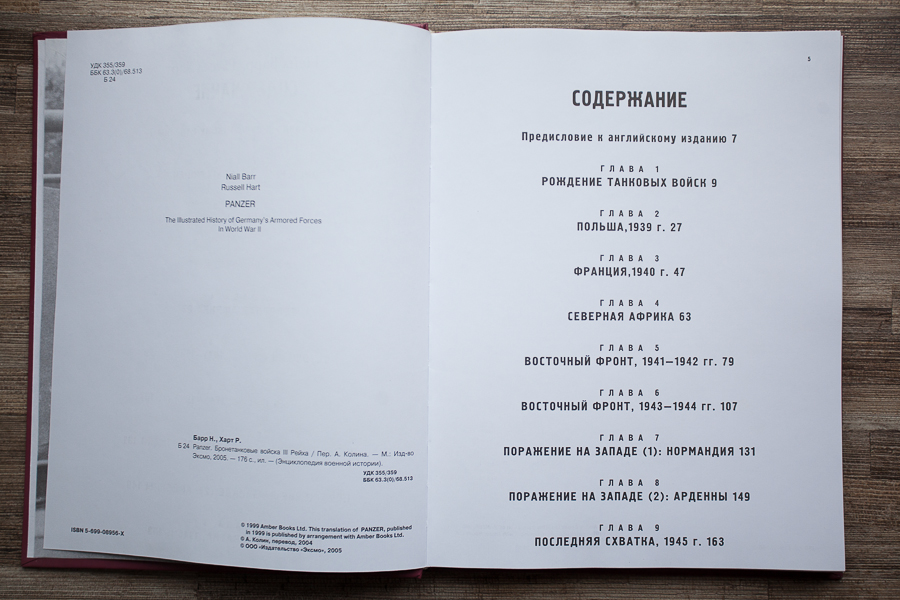 УДК 355/359
ББК 63.3(0)/68.513
Б 24
Niall Barr
Russell Hart
PANZER
The Illustrated History of Germany's Armored Forces
in World War II
Барр Н., Харт Р.
Б 24 Panzer. Бронетанковые войска III Рейха / Пер. А. Колина. — М.: Изд-во
Эксмо, 2005. — 176 с., ил. — (Энциклопедия военной истории).
УДК 355/359
ББК 63.3(0)/68.513
© 1999 Amber Books Ltd. This translation of PANZER, published
in 1999 is published by arrangement with Amber Books Ltd.
© А. Колин, перевод, 2004
ISBN 5-699-08956-X
© ООО «Издательство «Эксмо», 2005
5
СОДЕРЖАНИЕ
Предисловие к английскому изданию 7
ГЛАВА 1
РОЖДЕНИЕ ТАНКОВЫХ ВОЙСК 9
ГЛАВА 2
ПОЛЬША,1939 г. 27
ГЛАВА 3
ФРАНЦИЯ,1940 г. 47
ГЛАВА 4
СЕВЕРНАЯ АФРИКА 63
ГЛАВА 5
ВОСТОЧНЫЙ ФРОНТ, 1941—1942 гг. 79
ГЛАВА 6
ВОСТОЧНЫЙ ФРОНТ, 1943—1944 гг. 107
ГЛАВА 7
ПОРАЖЕНИЕ НА ЗАПАДЕ (1): НОРМАНДИЯ 131
ГЛАВА 8
ПОРАЖЕНИЕ НА ЗАПАДЕ (2): АРДЕННЫ 149
ГЛАВА 9
ПОСЛЕДНЯЯ СХВАТКА, 1945 г. 163